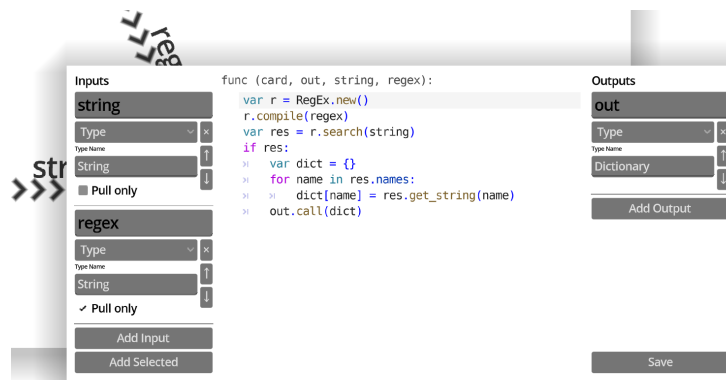 reg
str
Inputs
string
Type
×
Type Name
String
↑
↓
Pull only
regex
Type
×
Type Name
String
↑
↓
Pull only
Add Input
Add Selected
func (card, out, string, regex):
var r = RegEx.new()
r.compile(regex)
var res = r.search(string)
if res:
var dict = {}
for name in res.names:
dict[name] = res.get_string(name)
out.call(dict)
Outputs
out
Type
×
Type Name
Dictionary
↑
↓
Add Output
Save